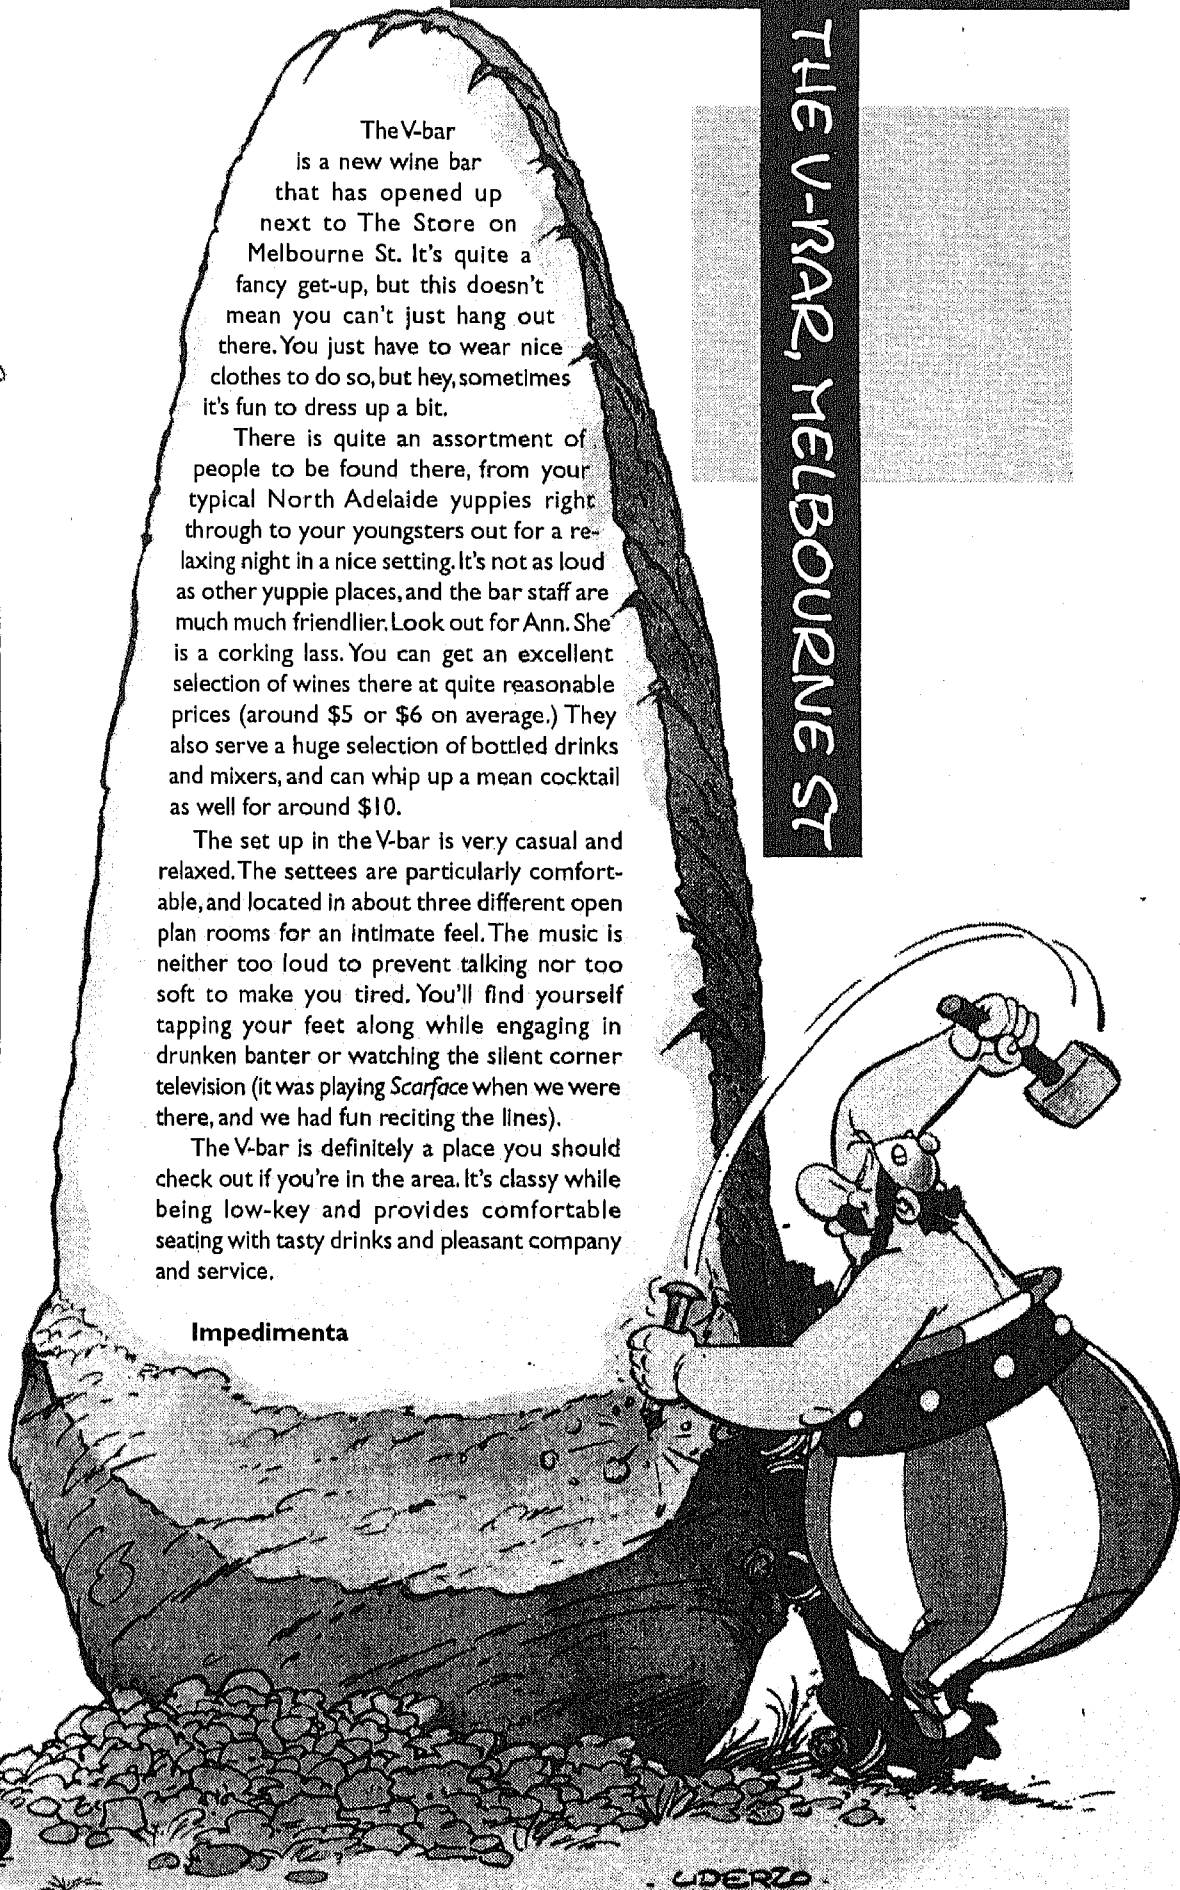 THE V-BAR, MELBOURNE ST
The V-bar
is a new wine bar
that has opened up
next to The Store on
Melbourne St. It's quite a
fancy get-up, but this doesn't
mean you can't just hang out
there. You just have to wear nice
clothes to do so, but hey, sometimes
it's fun to dress up a bit.
There is quite an assortment of
people to be found there, from your
typical North Adelaide yuppies right
through to your youngsters out for a re-
laxing night in a nice setting. It's not as loud
as other yuppie places, and the bar staff are
much much friendlier. Look out for Ann. She
is a corking lass. You can get an excellent
selection of wines there at quite reasonable
prices (around $5 or $6 on average.) They
also serve a huge selection of bottled drinks
and mixers, and can whip up a mean cocktail
as well for around $10.
The set up in the V-bar is very casual and
relaxed. The settees are particularly comfort-
able, and located in about three different open
plan rooms for an intimate feel. The music is
neither too loud to prevent talking nor too
soft to make you tired. You'll find yourself
tapping your feet along while engaging in
drunken banter or watching the silent corner
television (it was playing Scarface when we were
there, and we had fun reciting the lines).
The V-bar is definitely a place you should
check out if you're in the area. It's classy while
being low-key and provides comfortable
seating with tasty drinks and pleasant company
and service.
Impedimenta
UDERZO